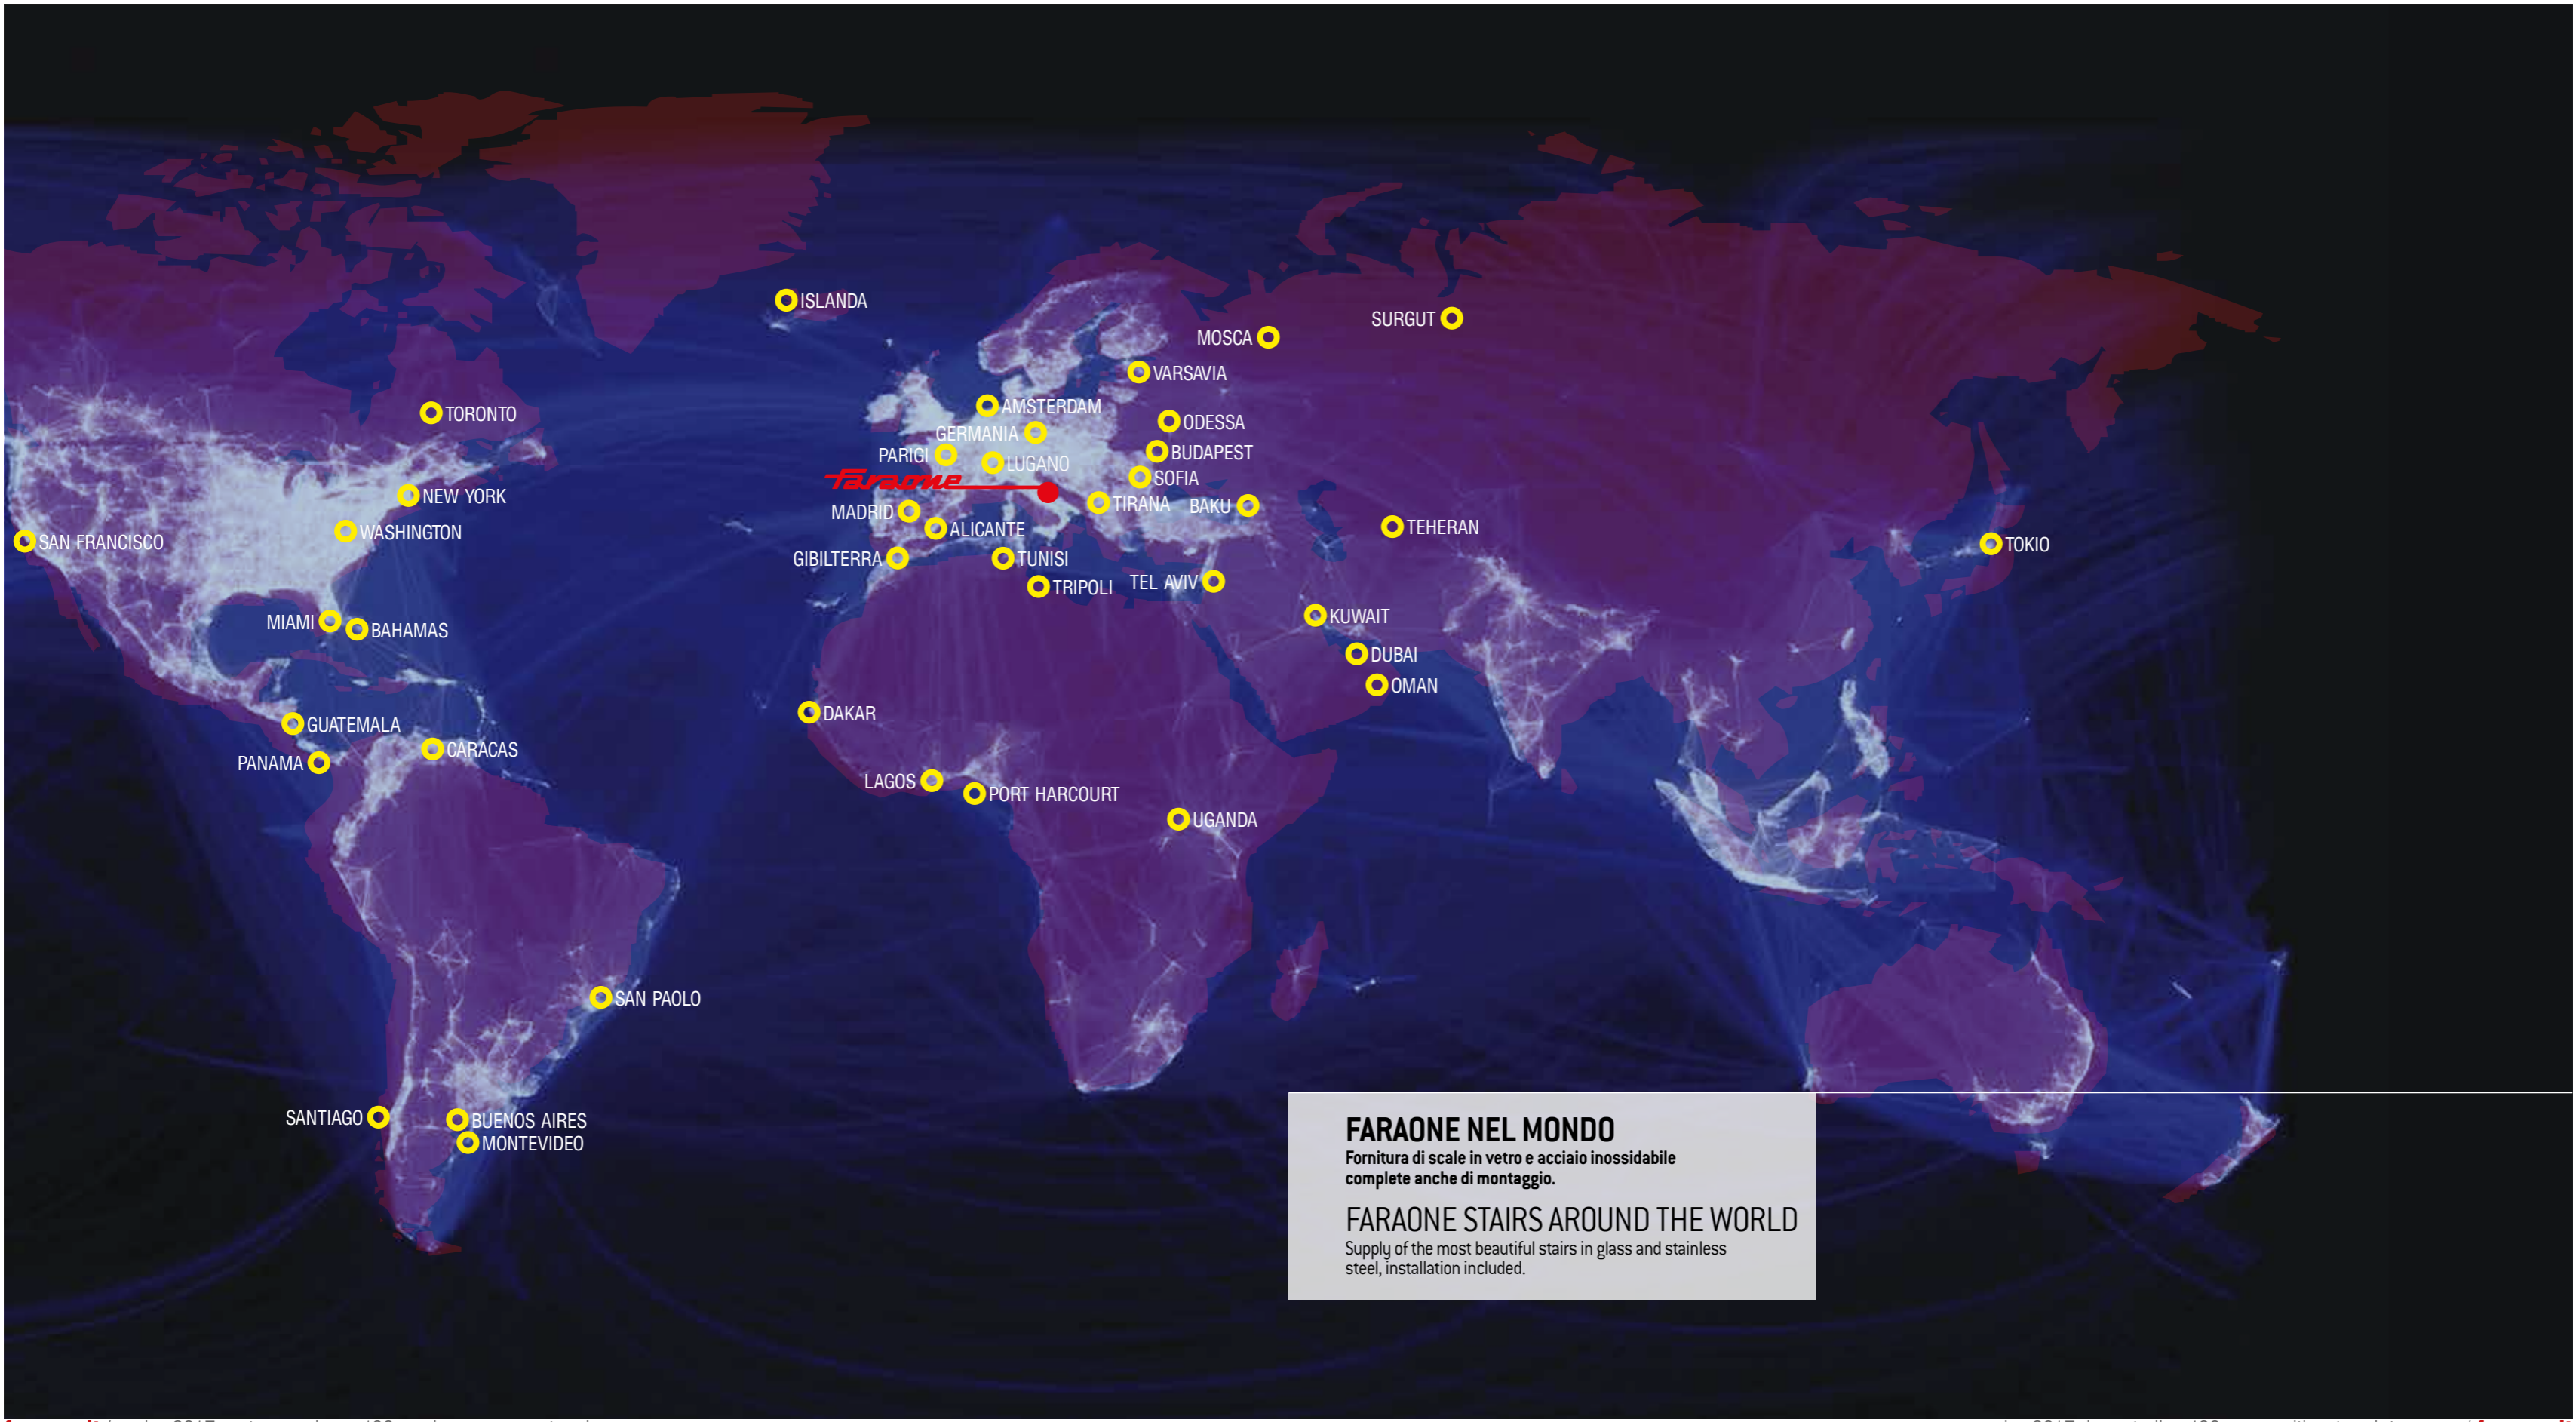 ISLANDA
SURGUT
MOSCA
VARSAVIA
AMSTERDAM
TORONTO
ODESSA
GERMANIA
BUDAPEST
PARIGI
LUGANO
SOFIA
faraone
NEW YORK
TIRANA
BAKU
MADRID
ALICANTE
TEHERAN
WASHINGTON
SAN FRANCISCO
TOKIO
GIBILTERRA
TUNISI
TRIPOLI
TEL AVIV
KUWAIT
MIAMI
BAHAMAS
DUBAI
OMAN
DAKAR
GUATEMALA
CARACAS
PANAMA
LAGOS
PORT HARCOURT
UGANDA
SAN PAOLO
SANTIAGO
BUENOS AIRES
MONTEVIDEO
FARAONE NEL MONDO
Fornitura di scale in vetro e acciaio inossidabile
complete anche di montaggio.
FARAONE STAIRS AROUND THE WORLD
Supply of the most beautiful stairs in glass and stainless
steel, installation included.